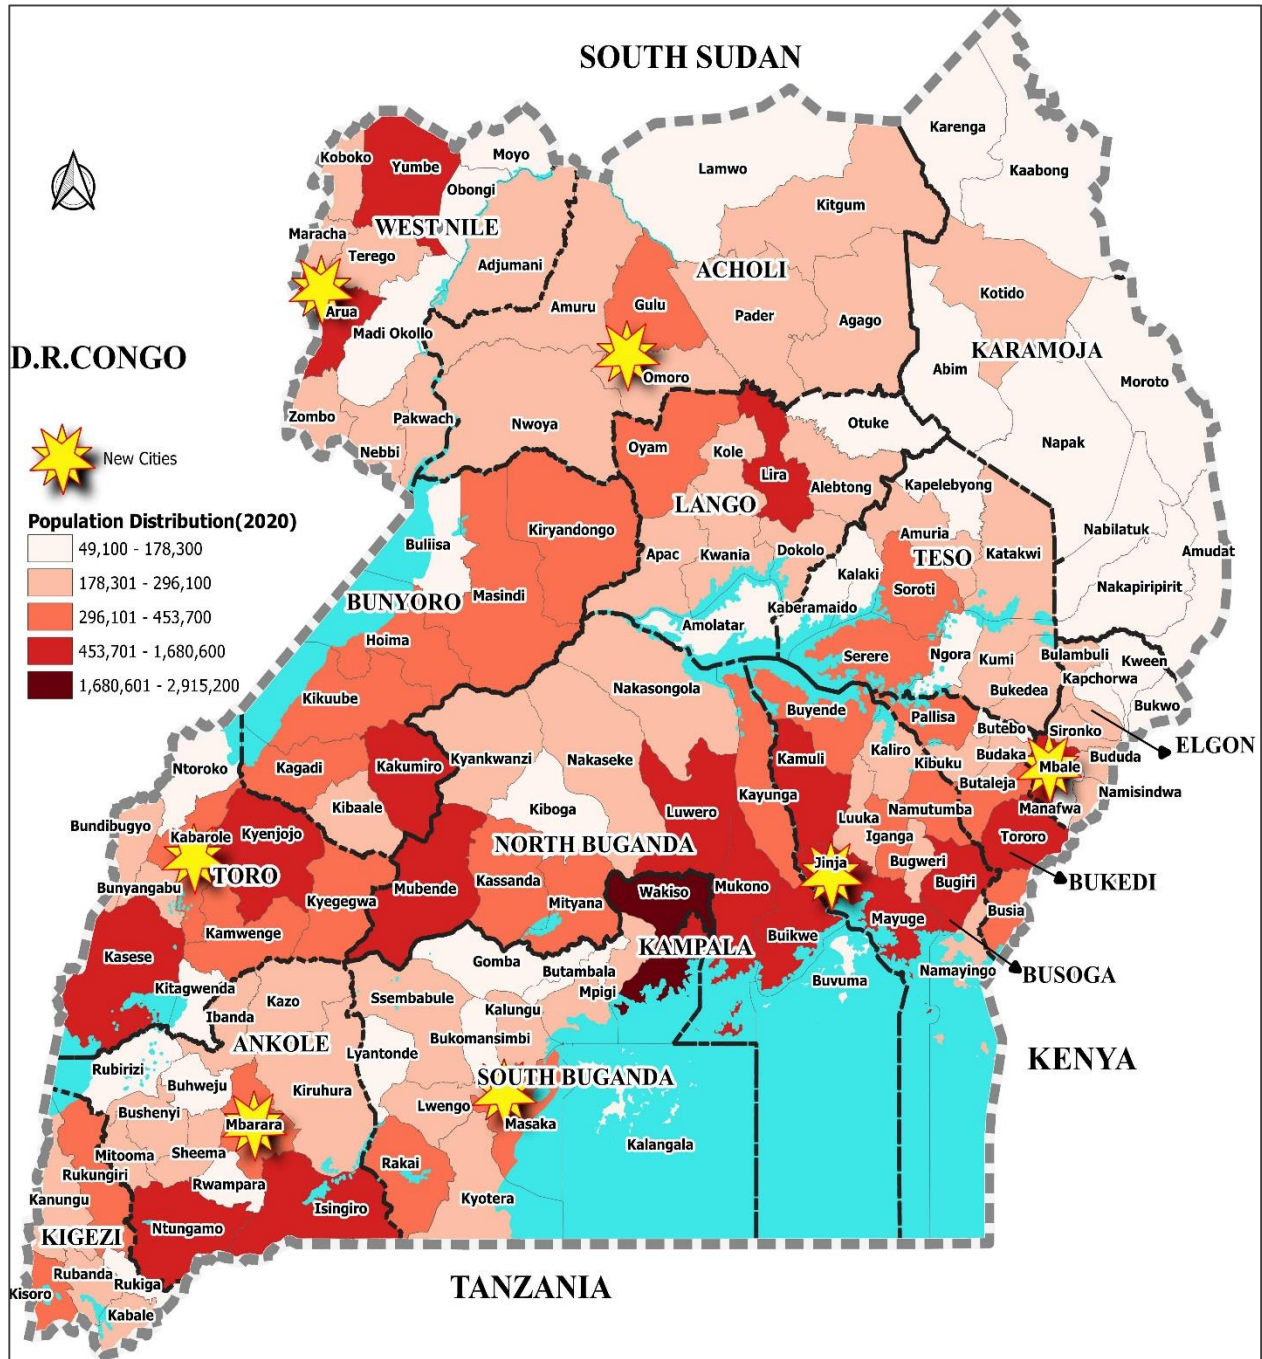 SOUTH SUDAN
Karenga
Kaabong
Moyo
Koboko
Yumbe
Lamwo
Obongi
Kitgum
WEST NILE
Maracha
Terego
Adjumani
ACHOLI
Kotido
Arua
Amuru
Gulu
Pader
Agago
Madi Okollo
D.R.CONGO
KARAMOJA
Abim
Moroto
Omoro
Zombo
Pakwach
Nwoya
Otuke
Napak
Nebbi
Oyam
Kole
New Cities
Lira
Alebtong
Kapelebyong
LANGO
Population Distribution(2020)
49,100 - 178,300
178,301 - 296,100
296,101 - 453,700
453,701 - 1,680,600
1,680,601 - 2,915,200
Kiryandongo
Nabilatuk
Amuria
Katakwi
Amudat
Buliisa
Apac
Kwania
Dokolo
TESO
Kalaki
Soroti
Nakapiripirit
BUNYORO
Masindi
Kaberamaido
Amolatar
Hoima
Serere
Ngora
Kumi
Bulambuli
Kween
Kapchorwa
Kikuube
Nakasongola
Bukedea
Bukwo
Buyende
Pallisa
Butebo
Sironko
ELGON
Ntoroko
Kagadi
Kakumiro
Kyankwanzi
Nakaseke
Kamuli
Kaliro
Kibuku
Budaka
Mbale
Bududa
Butaleja
Namisindwa
Kibaale
Kiboga
Luwero
Kayunga
Namutumba
Manafwa
Bundibugyo
Kabarole
Kyenjojo
Luuka
Iganga
Tororo
NORTH BUGANDA
Jinja
Bugweri
TORO
Bunyangabu
Mubende
Kassanda
Wakiso
Mukono
Bugiri
BUKEDI
Kyegegwa
Mityana
Busia
Kamwenge
Mayuge
KAMPALA
Buikwe
Kasese
Gomba
Butambala
Namayingo
BUSOGA
Kitagwenda
Kazo
Ssembabule
Mpigi
Buvuma
Ibanda
Kalungu
ANKOLE
Lyantonde
Bukomansimbi
KENYA
Rubirizi
Buhweju
Kiruhura
SOUTH BUGANDA
Bushenyi
Lwengo
Mbarara
Masaka
Mitooma
Sheema
Kalangala
Rukungiri
Rakai
Rwampara
Kanungu
Isingiro
Kyotera
Ntungamo
KIGEZI
Rubanda
Rukiga
Kisoro
Kabale
TANZANIA